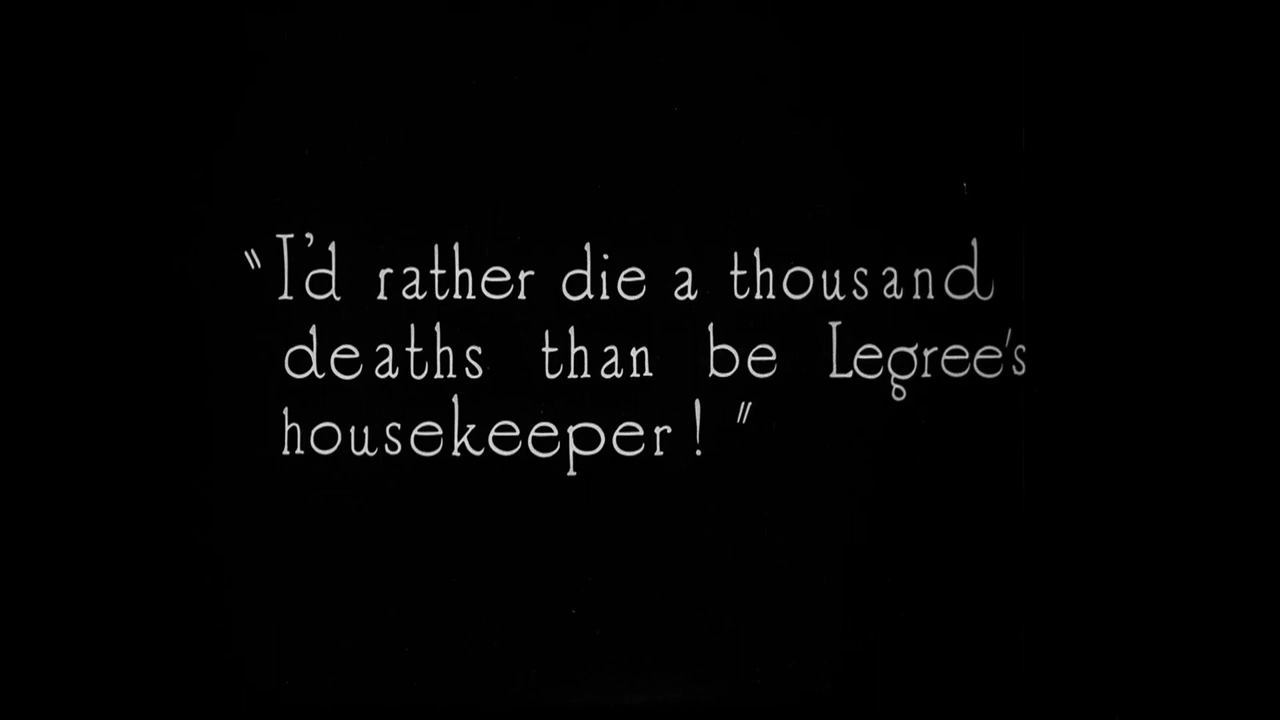 "I'd rather die a thousand
deaths than be Legree's
housekeeper! "